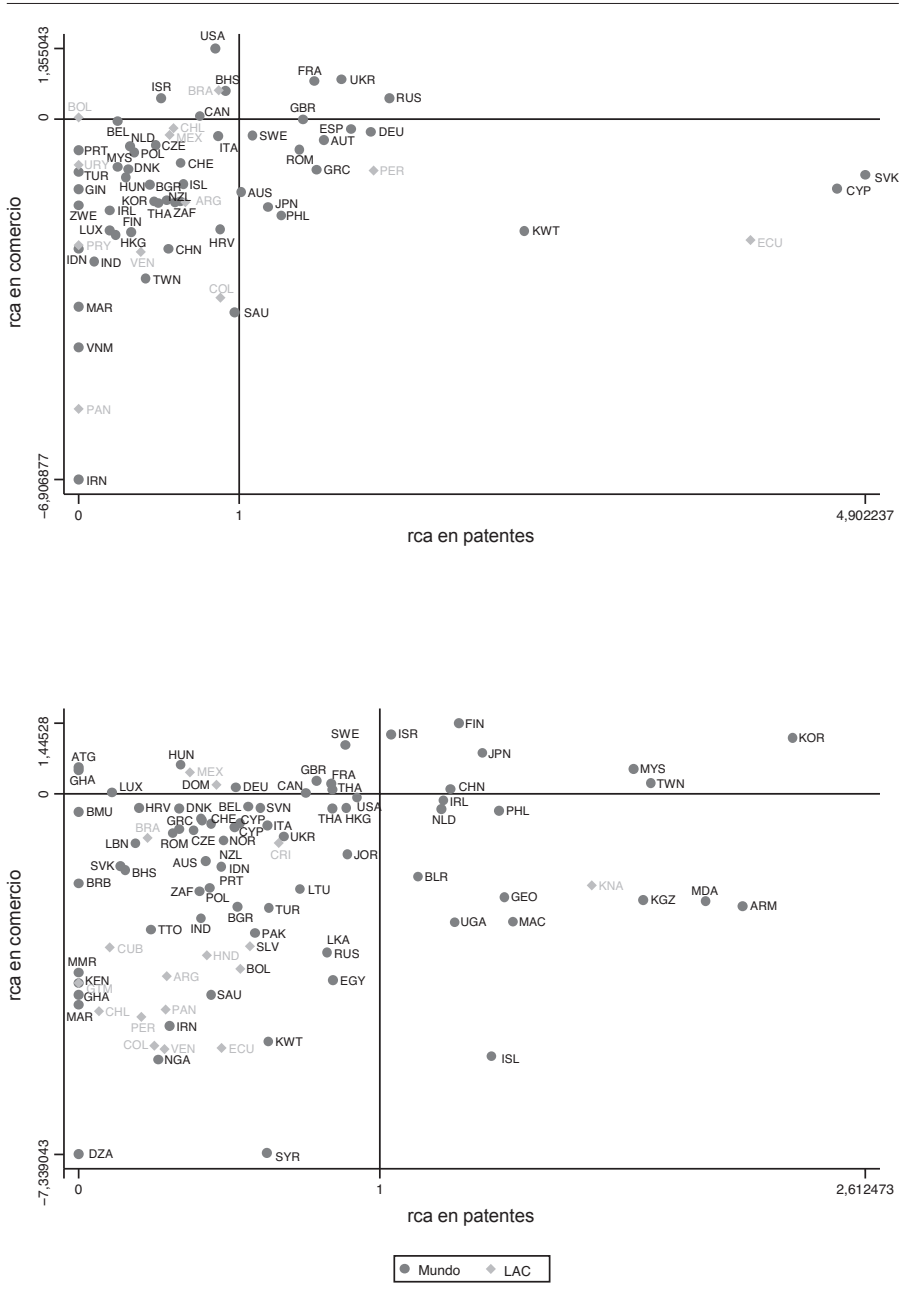 1,355043
0
−6,906877
rca en comercio
USA
FRA
UKR
ISR
BRA
BHS
RUS
BOL
CAN
GBR
BEL
CHL
MEX
ESP
DEU
NLD
CZE
ITA
SWE
AUT
PRT
POL
ROM
URY
MYS
DNK
CHE
GRC
PER
TUR
SVK
GIN
HUN
BGR
ISL
AUS
CYP
KOR
NZL
ARG
ZWE
IRL
THA
ZAF
JPN
PHL
LUX
FIN
HRV
KWT
PRY
HKG
CHN
ECU
IDN
IND
VEN
TWN
COL
MAR
SAU
VNM
PAN
IRN
0
1
4,902237
rca en patentes
1,44528
0
−7,339043
rca en comercio
SWE
ISR
FIN
KOR
ATG
HUN
JPN
GHA
MEX
GBR
FRA
MYS
LUX
DOM
DEU
CAN
THA
CHN
TWN
BMU
HRV
DNK
BEL
SVN
USA
IRL
GRC
CHE
CYP
THA
HKG
NLD
PHL
BRA
ITA
CYP
LBN
ROM
CZE
NOR
UKR
CRI
JOR
SVK
BHS
AUS
NZL
IDN
BRB
PRT
BLR
KNA
ZAF
POL
LTU
GEO
KGZ
MDA
ARM
TTO
IND
BGR
TUR
UGA
MAC
CUB
PAK
SLV
LKA
HND
RUS
MMR
BOL
KEN
ARG
EGY
GTM
GHA
SAU
MAR
CHL
PAN
PER
IRN
COL
VEN
ECU
KWT
NGA
ISL
DZA
SYR
0
1
2,612473
rca en patentes
Mundo
LAC